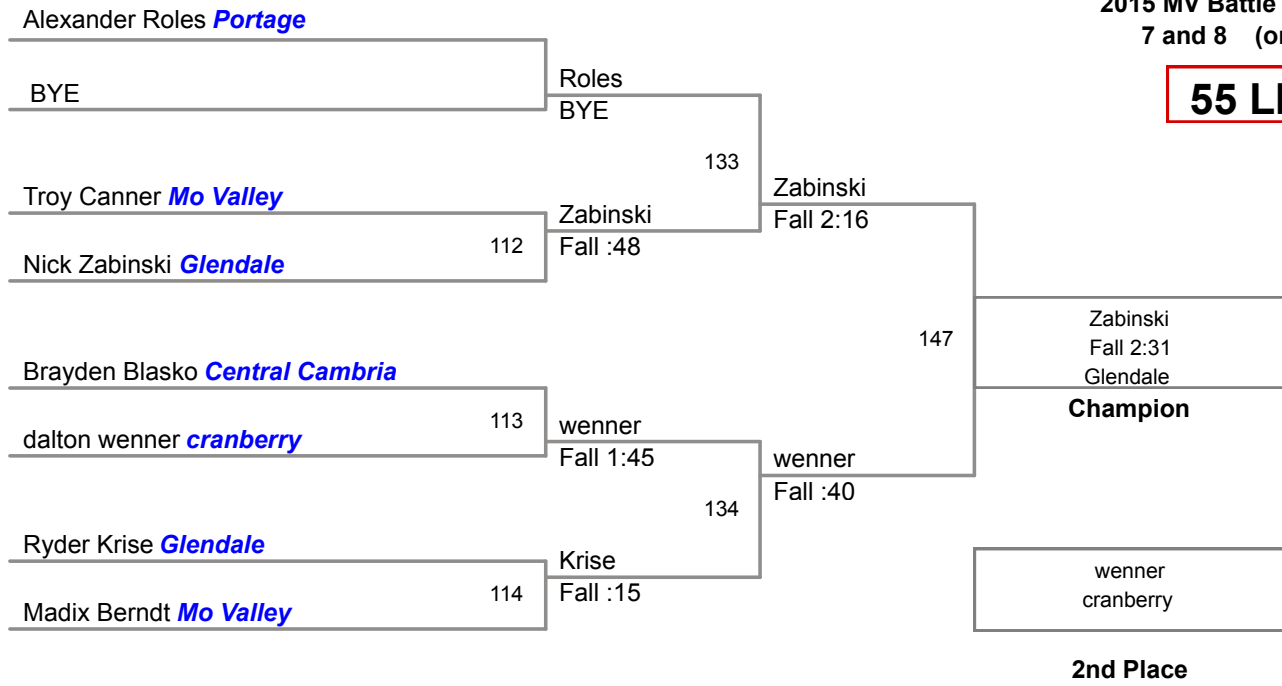 Alexander Roles Portage
BYE
Roles
BYE
133
Troy Canner Mo Valley
Nick Zabinski Glendale
112
Zabinski
Fall :48
Zabinski
Fall 2:16
Brayden Blasko Central Cambria
dalton wenner cranberry
113
wenner
Fall 1:45
Ryder Krise Glendale
Madix Berndt Mo Valley
114
Krise
Fall :15
134
wenner
Fall :40
147
2015 MV Battle
7 and 8
55
Zabinski
Fall 2:31
Glendale
Champion
wenner
cranberry
2nd Place